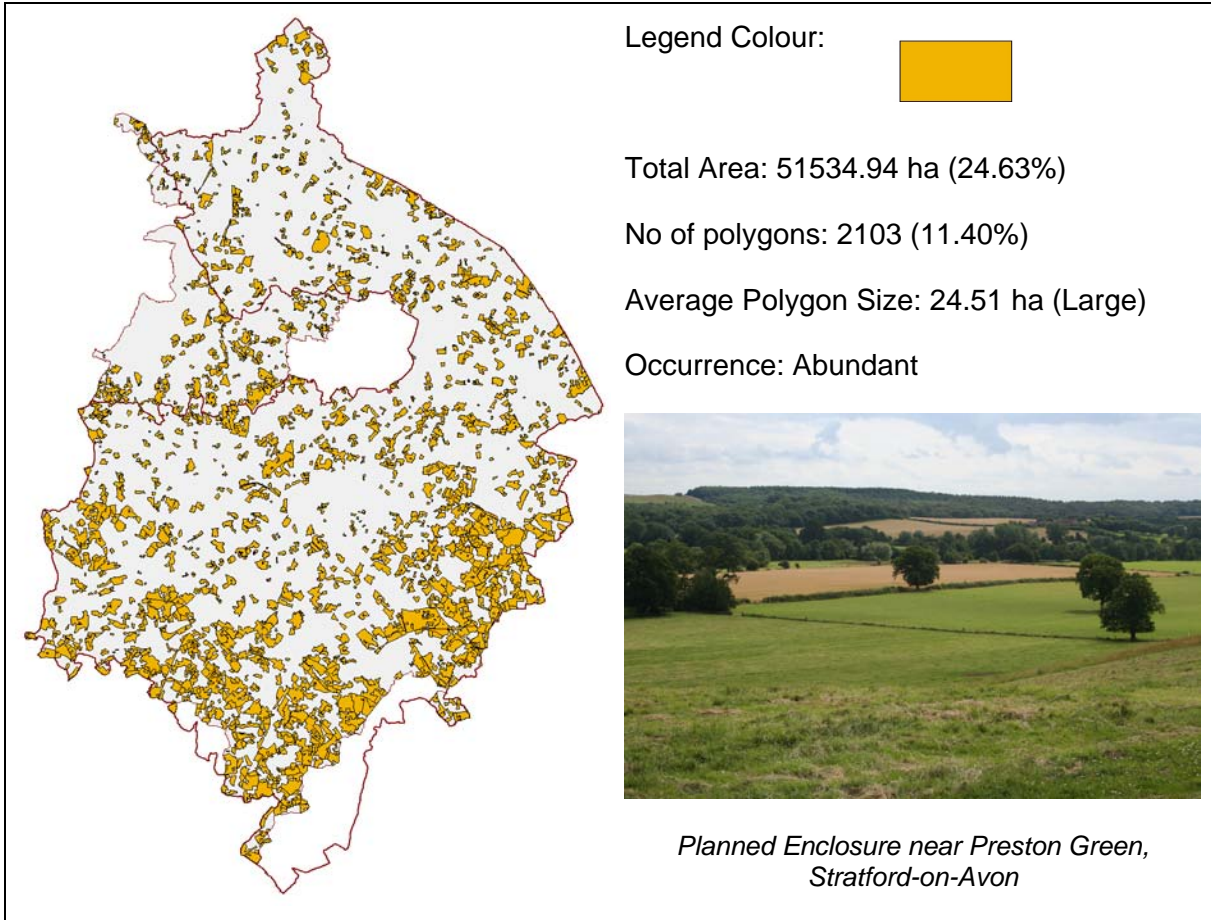 Legend Colour:
Total Area: 51534.94 ha (24.63%)
No of polygons: 2103 (11.40%)
Average Polygon Size: 24.51 ha (Large)
Occurrence: Abundant
Planned Enclosure near Preston Green,
Stratford-on-Avon